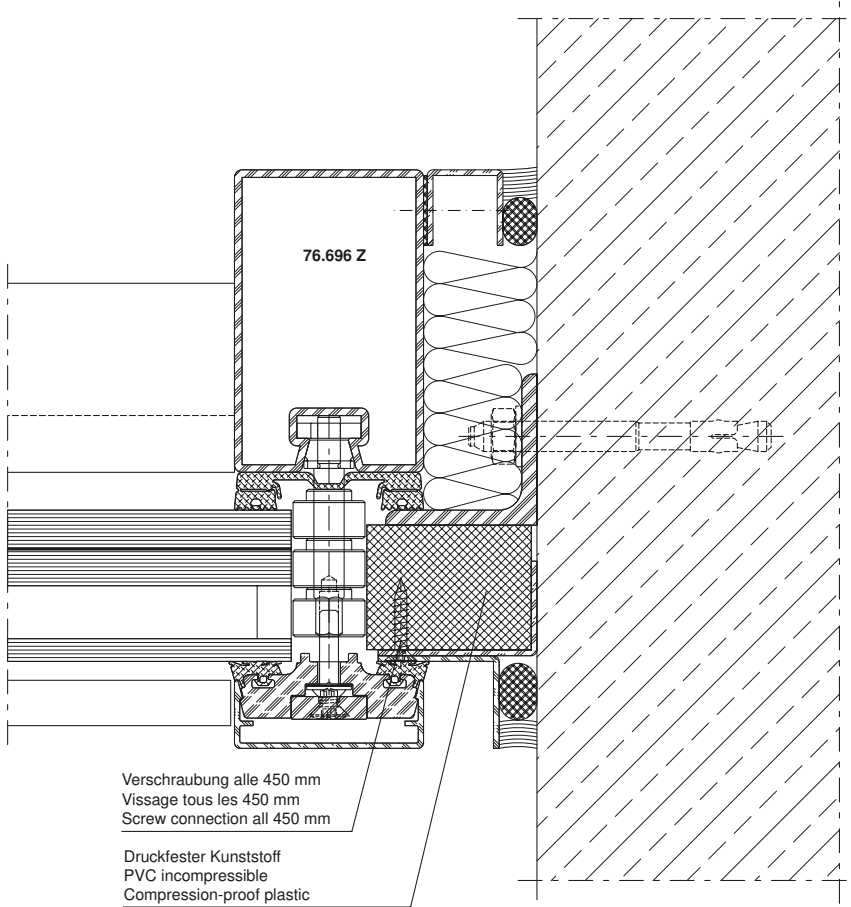 76.696 Z
Verschraubung alle 450 mm
Vissage tous les 450 mm
Screw connection all 450 mm
Druckfester Kunststoff
PVC incompressible
Compression-proof plastic